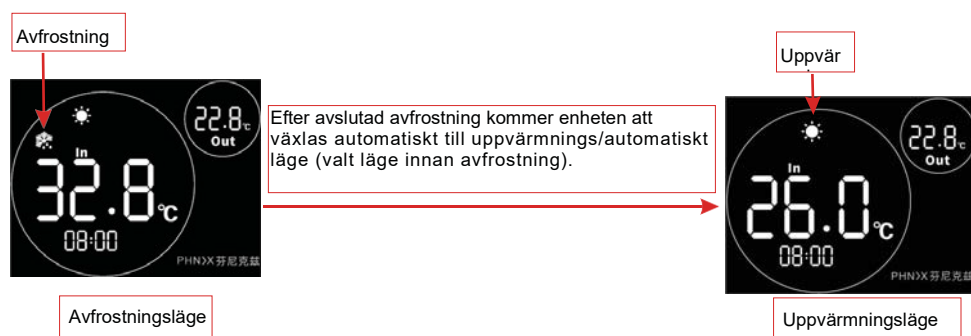 Avfrostning
In
32.8°C
08:00
22.8°C
Out
PHNIX芬尼克兹
Avfrostningsläge
Efter avslutad avfrostning kommer enheten att
växlas automatiskt till uppvärmnings/automatiskt
läge (valt läge innan avfrostning).
Uppvär
In
26.0°C
08:00
22.8°C
Out
PHNIX芬尼克兹
Uppvärmningsläge